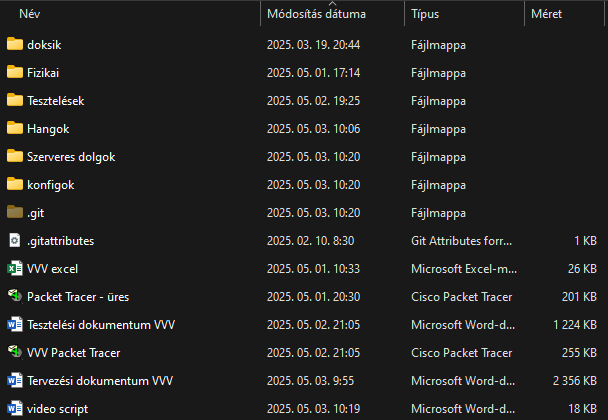 Név Módosítás dátuma Típus Méret
doksik 2025. 03. 19. 20:44 Fájlmappa
Fizikai 2025. 05. 01. 17:14 Fájlmappa
Tesztelések 2025. 05. 02. 19:25 Fájlmappa
Hangok 2025. 05. 03. 10:06 Fájlmappa
Szerveres dolgok 2025. 05. 03. 10:20 Fájlmappa
konfigok 2025. 05. 03. 10:20 Fájlmappa
.git 2025. 05. 03. 10:20 Fájlmappa
.gitattributes 2025. 02. 10. 8:30 Git Attributes forr... 1 KB
VVV excel 2025. 05. 01. 10:33 Microsoft Excel-m... 26 KB
Packet Tracer - üres 2025. 05. 01. 20:30 Cisco Packet Tracer 201 KB
Tesztelési dokumentum VVV 2025. 05. 02. 21:05 Microsoft Word-d... 1 224 KB
VVV Packet Tracer 2025. 05. 02. 21:05 Cisco Packet Tracer 255 KB
Tervezési dokumentum VVV 2025. 05. 03. 9:55 Microsoft Word-d... 2 356 KB
video script 2025. 05. 03. 10:19 Microsoft Word-d... 18 KB